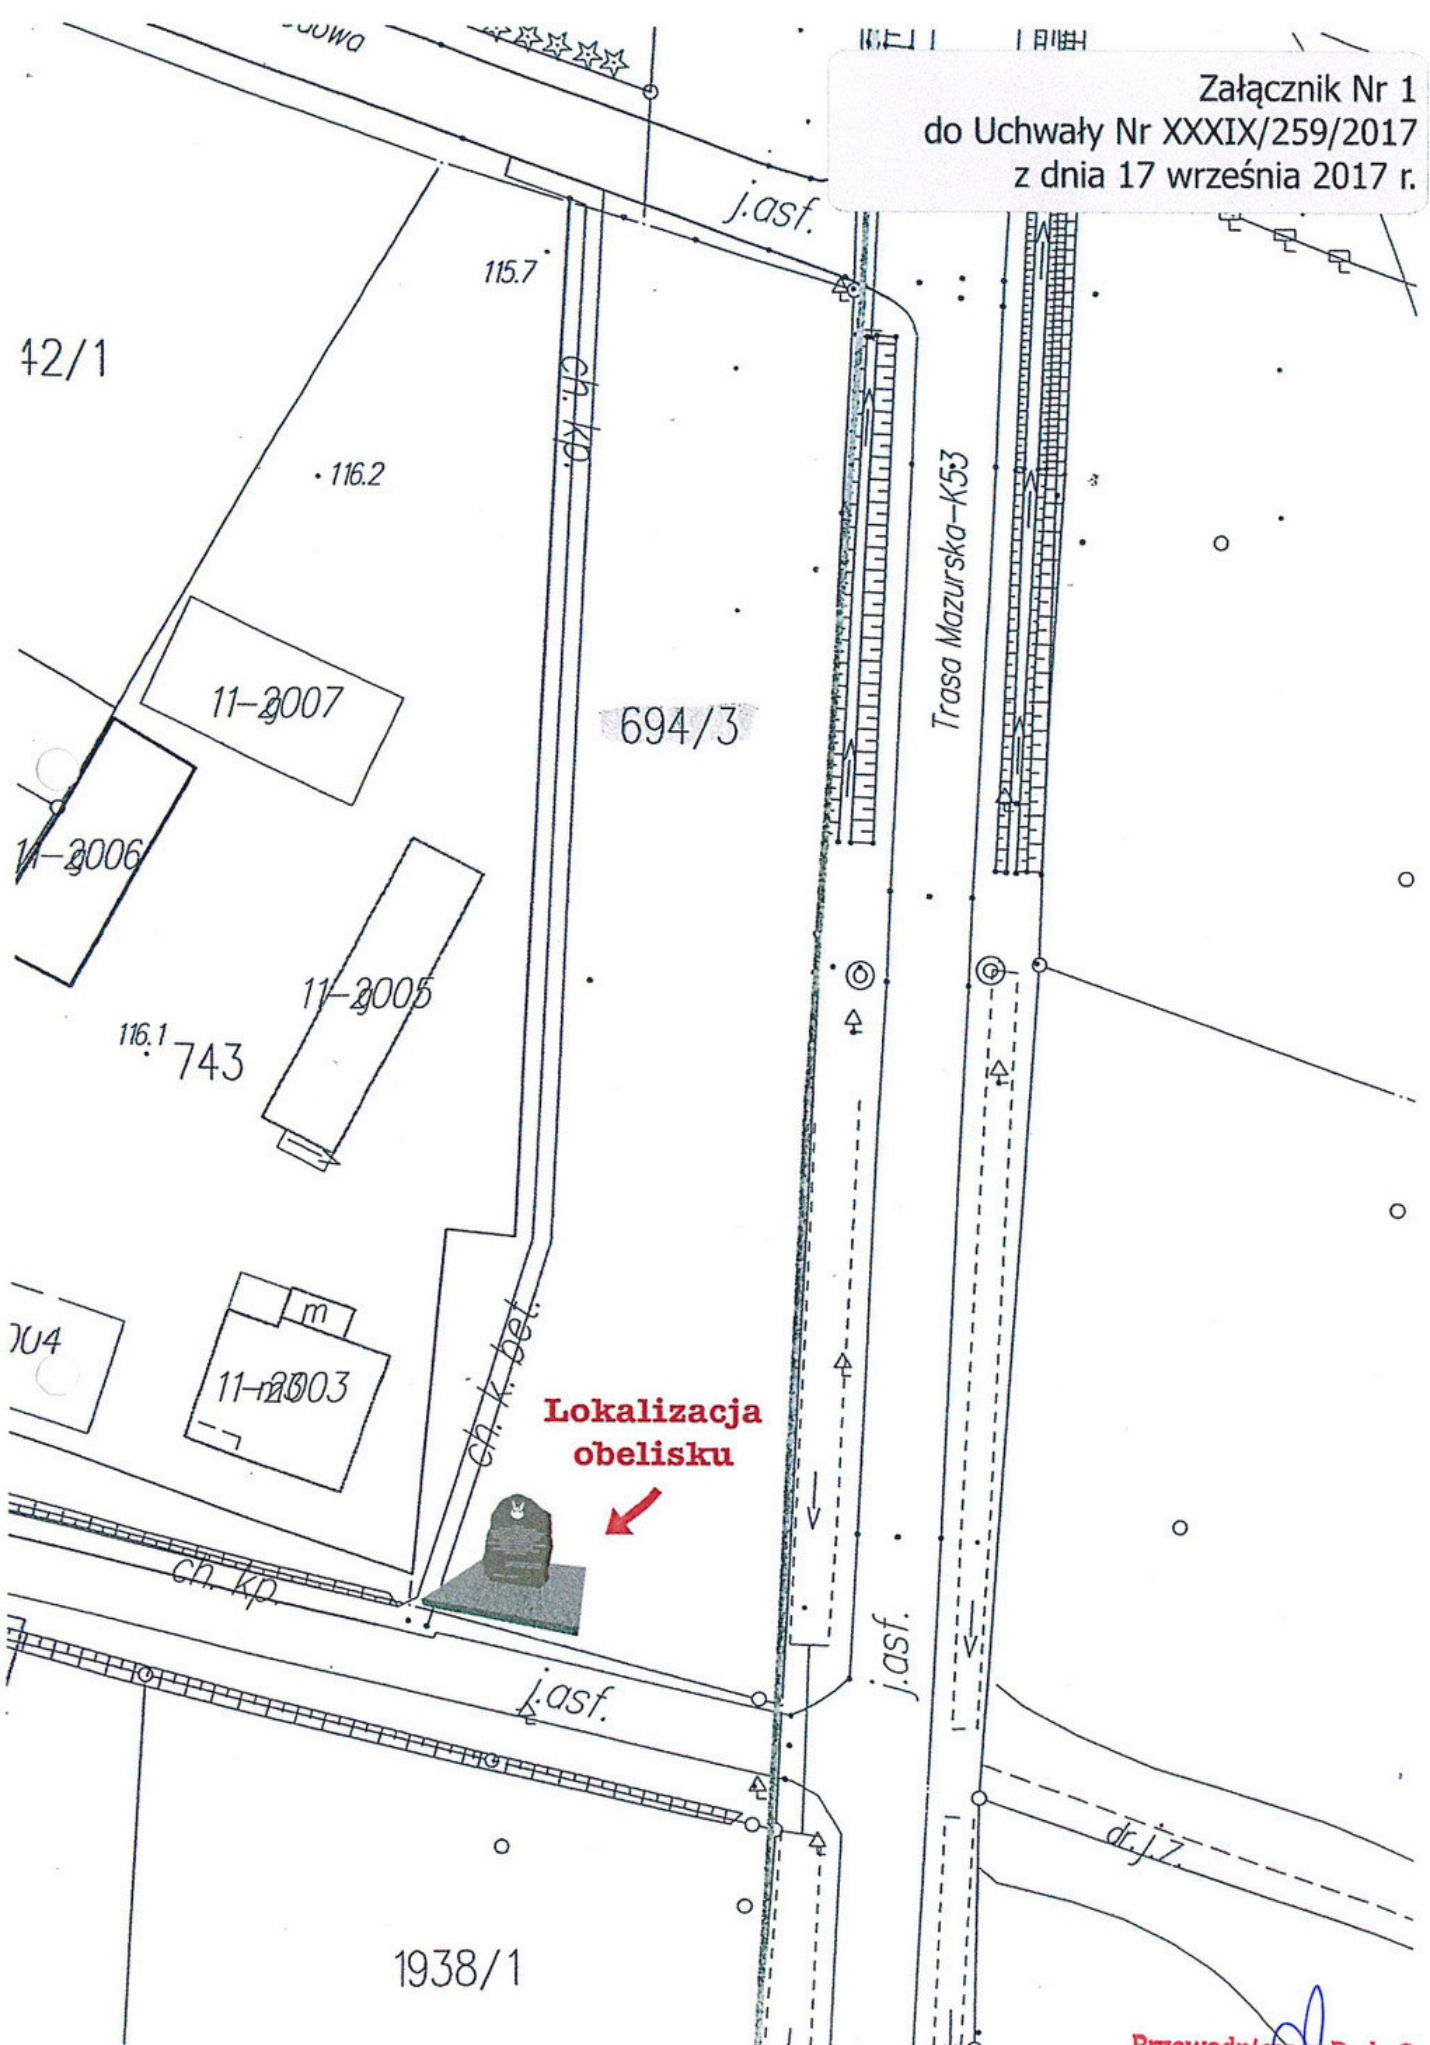 Załącznik Nr 1
do Uchwały Nr XXXIX/259/2017
z dnia 17 września 2017 r.
j.asf.
115.7
ch. kp.
116.2
Trasa Mazurska-K53
11-2007
694/3
11-2006
11-2005
116.1
743
m
11-2003
ch. k. bet.
Lokalizacja
obelisku
ch. kp.
j.asf.
j.asf.
dr.j.z.
1938/1